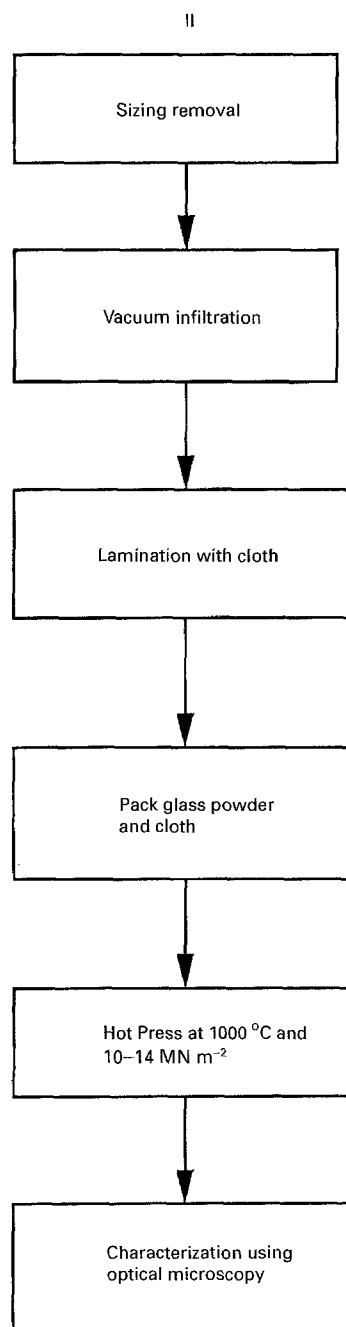 II
Sizing removal
Vacuum infiltration
Lamination with cloth
Pack glass powder
and cloth
Hot Press at 1000 °C and
10–14 MN m⁻²
Characterization using
optical microscopy